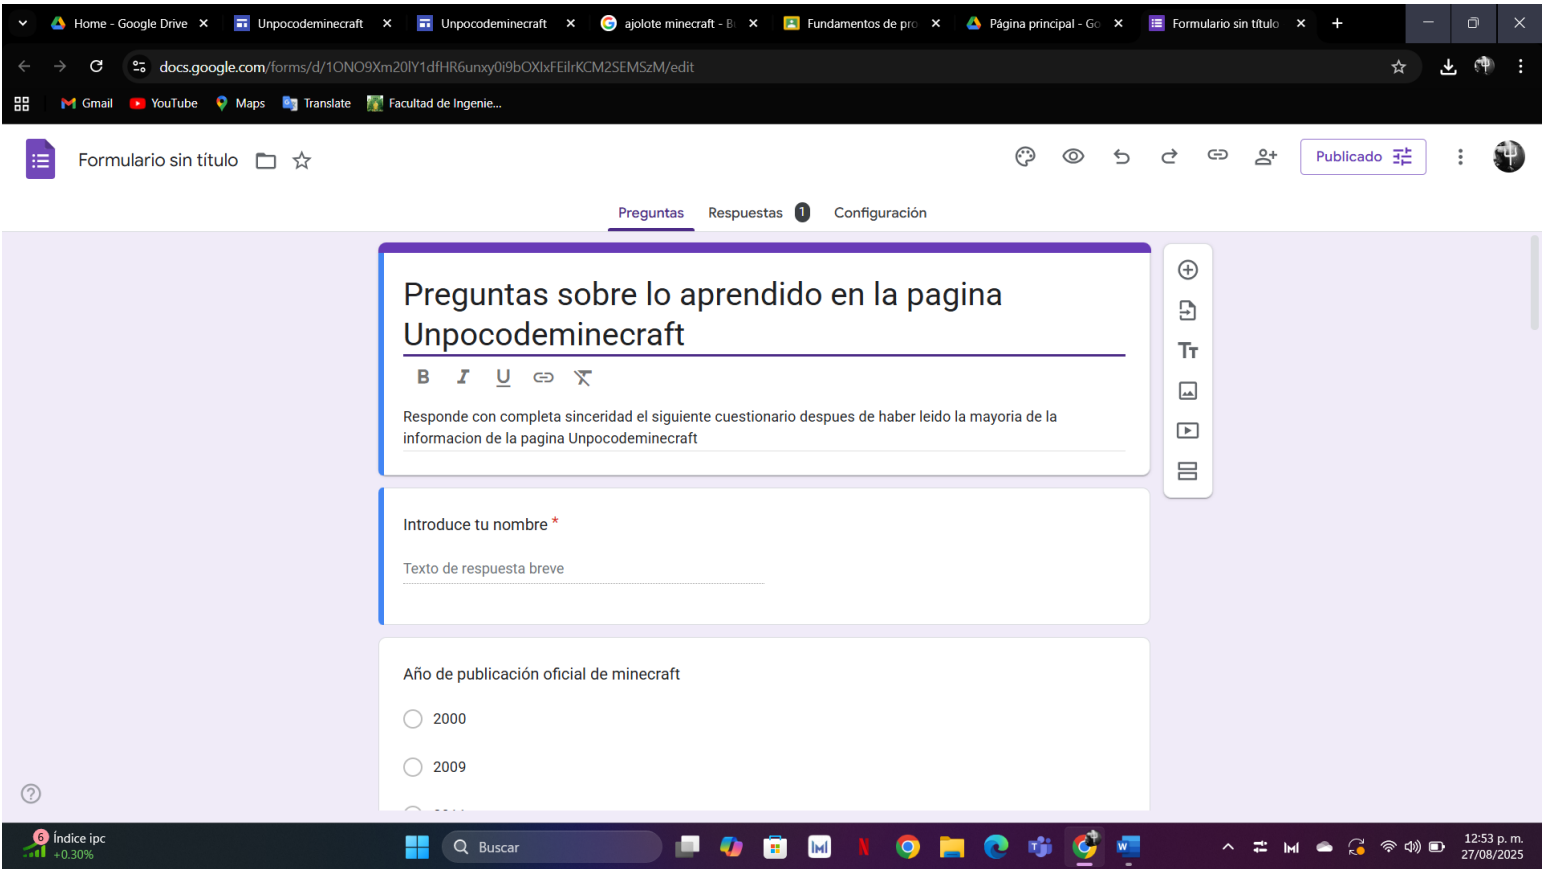 Home - Google Drive
Unpocodeminecraft
Unpocodeminecraft
ajolote minecraft - B
Fundamentos de pro
Página principal - Go
Formulario sin título
docs.google.com/forms/d/1ONO9Xm20lY1dfHR6unxy0i9bOXIxFEilrKCM2SEMSzM/edit
Gmail
YouTube
Maps
Translate
Facultad de Ingenie...
Formulario sin título
Publicado
Preguntas
Respuestas 1
Configuración
Preguntas sobre lo aprendido en la pagina
Unpocodeminecraft
B I U
Responde con completa sinceridad el siguiente cuestionario despues de haber leido la mayoria de la
informacion de la pagina Unpocodeminecraft
Introduce tu nombre *
Texto de respuesta breve
Año de publicación oficial de minecraft
2000
2009
6
Índice ipc
+0.30%
Buscar
12:53 p. m.
27/08/2025